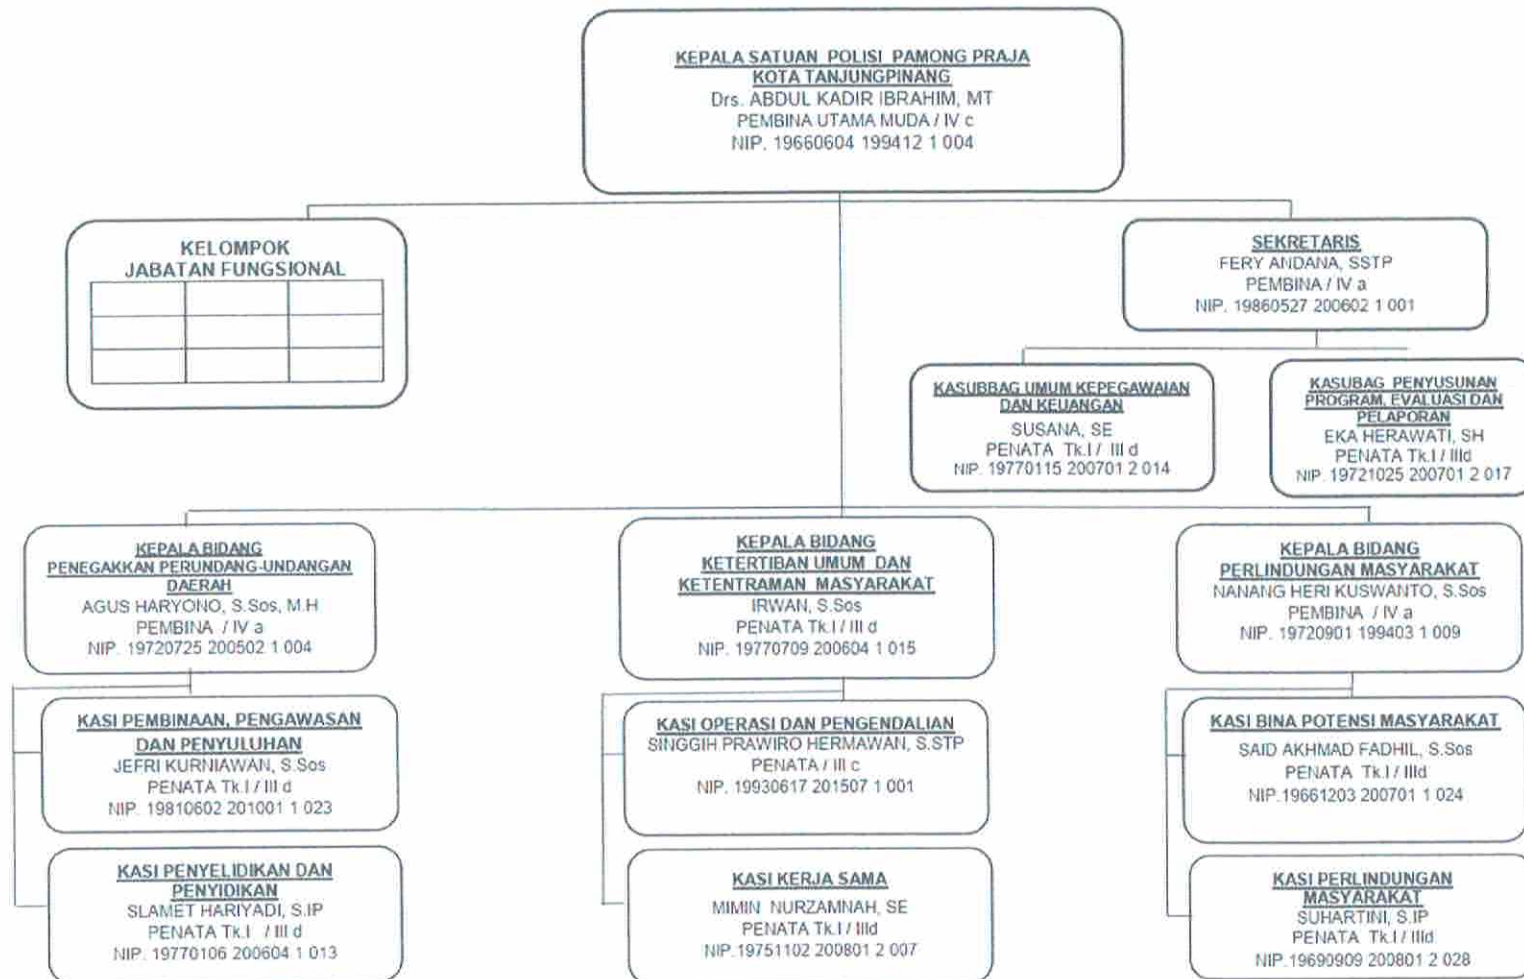 KEPALA SATUAN POLISI PAMONG PRAJA
KOTA TANJUNGPINANG
Drs. ABDUL KADIR IBRAHIM, MT
PEMBINA UTAMA MUDA / IV c
NIP. 19660604 199412 1 004
KELOMPOK
JABATAN FUNGSIONAL
SEKRETARIS
FERY ANDANA, SSTP
PEMBINA / IV a
NIP. 19860527 200602 1 001
KASUBBAG UMUM KEPEGAWAIAN
DAN KEUANGAN
SUSANA, SE
PENATA Tk.I / III d
NIP. 19770115 200701 2 014
KASUBAG PENYUSUNAN
PROGRAM, EVALUASI DAN
PELAPORAN
EKA HERAWATI, SH
PENATA Tk.I / IIId
NIP. 19721025 200701 2 017
KEPALA BIDANG
PENEGAKKAN PERUNDANG-UNDANGAN
DAERAH
AGUS HARYONO, S.Sos, M.H
PEMBINA / IV a
NIP. 19720725 200502 1 004
KEPALA BIDANG
KETERTIBAN UMUM DAN
KETENTRAMAN MASYARAKAT
IRWAN, S.Sos
PENATA Tk.I / III d
NIP. 19770709 200604 1 015
KEPALA BIDANG
PERLINDUNGAN MASYARAKAT
NANANG HERI KUSWANTO, S.Sos
PEMBINA / IV a
NIP. 19720901 199403 1 009
KASI PEMBINAAN, PENGAWASAN
DAN PENYULUHAN
JEFRI KURNIAWAN, S.Sos
PENATA Tk.I / III d
NIP. 19810602 201001 1 023
KASI OPERASI DAN PENGENDALIAN
SINGGIH PRAWIRO HERMAWAN, S.STP
PENATA / III c
NIP. 19930617 201507 1 001
KASI BINA POTENSI MASYARAKAT
SAID AKHMAD FADHIL, S.Sos
PENATA Tk.I / IIId
NIP.19661203 200701 1 024
KASI PENYELIDIKAN DAN
PENYIDIKAN
SLAMET HARIYADI, S.IP
PENATA Tk.I / III d
NIP. 19770106 200604 1 013
KASI KERJA SAMA
MIMIN NURZAMNAH, SE
PENATA Tk.I / IIId
NIP.19751102 200801 2 007
KASI PERLINDUNGAN
MASYARAKAT
SUHARTINI, S.IP
PENATA Tk.I / IIId
NIP.19690909 200801 2 028